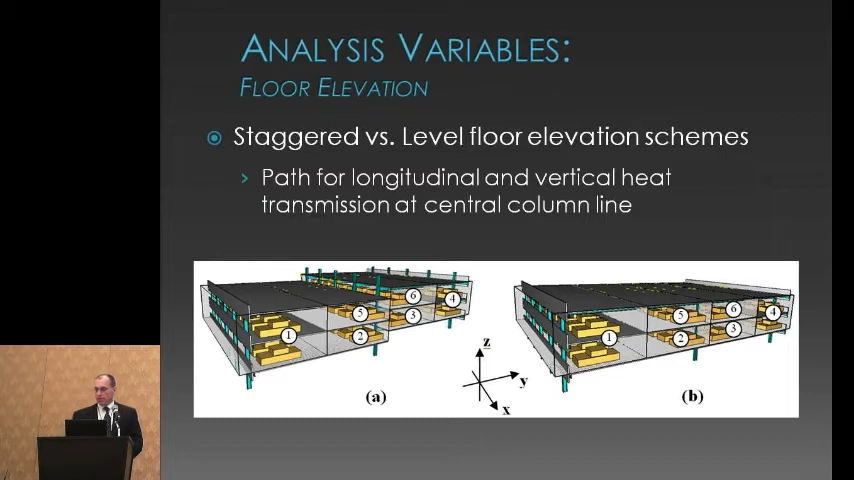 ANALYSIS VARIABLES:
FLOOR ELEVATION
Staggered vs. Level floor elevation schemes
Path for longitudinal and vertical heat
transmission at central column line
6 4
5 3
1 2
z
y
x
(a)
5 6 4
1 2 3
(b)